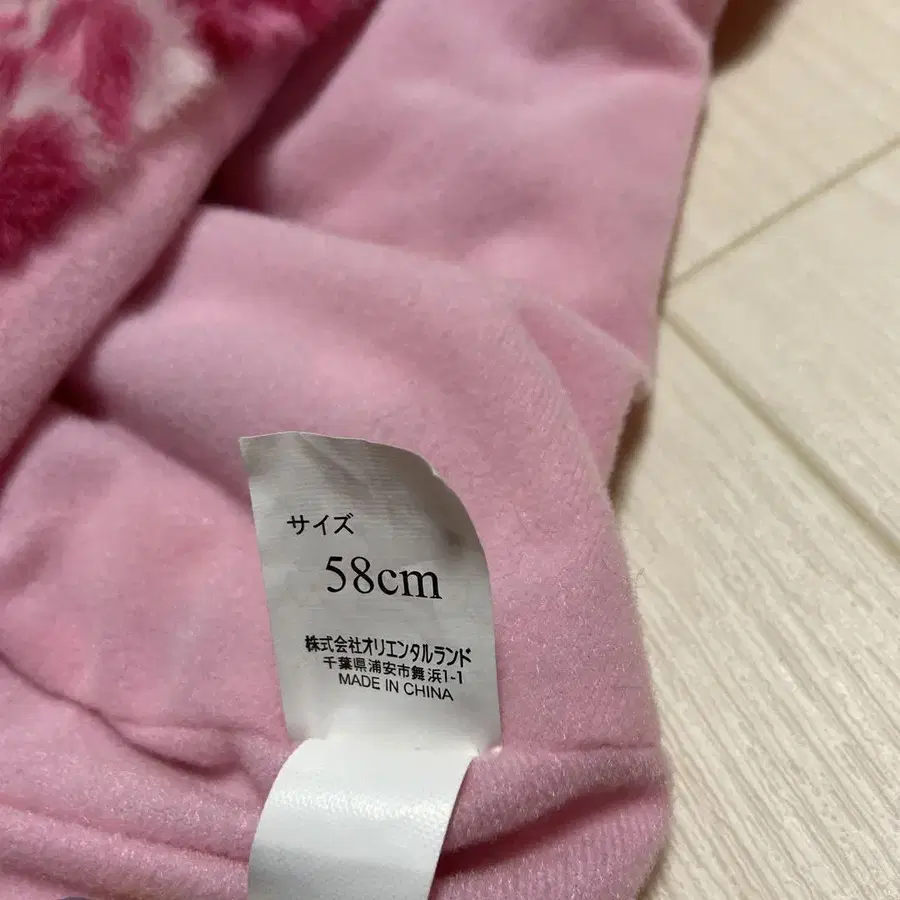 サイズ
58cm
株式会社オリエンタルランド
千葉県浦安市舞浜1-1
MADE IN CHINA